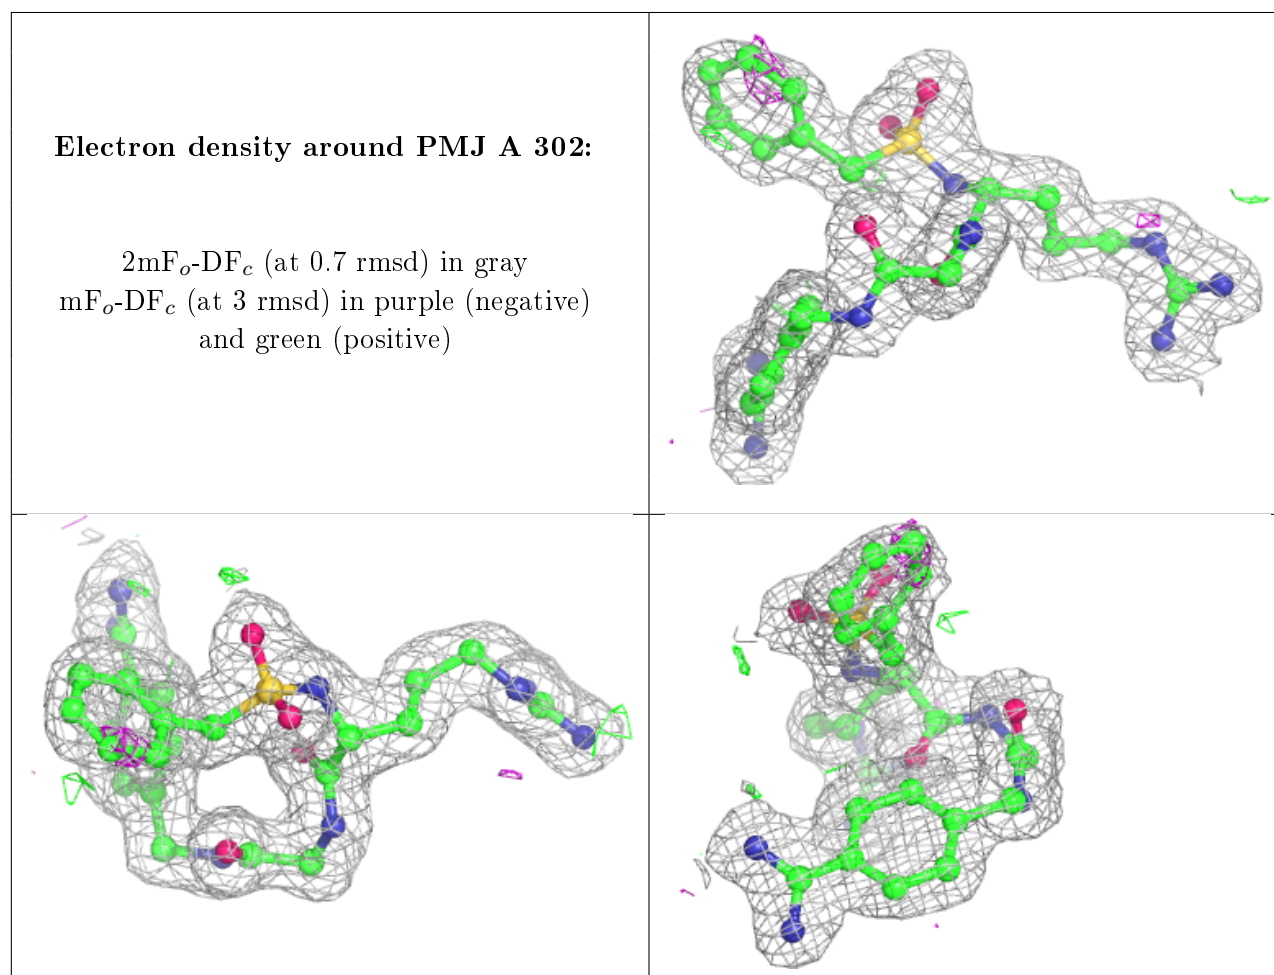 Electron density around PMJ A 302:
2mFo-DFc (at 0.7 rmsd) in gray
mFo-DFc (at 3 rmsd) in purple (negative)
and green (positive)